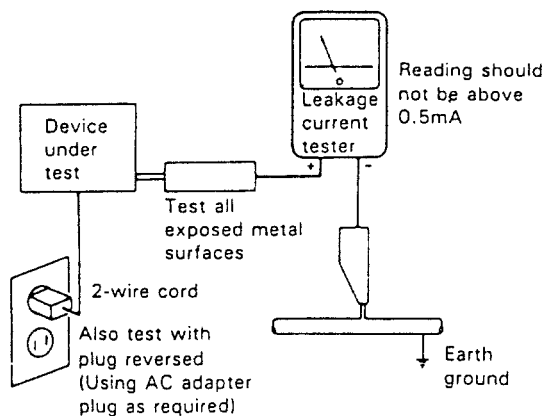 Leakage
current
tester
+ -
Reading should
not be above
0.5mA
Device
under
test
Test all
exposed metal
surfaces
2-wire cord
Also test with
plug reversed
(Using AC adapter
plug as required)
Earth
ground